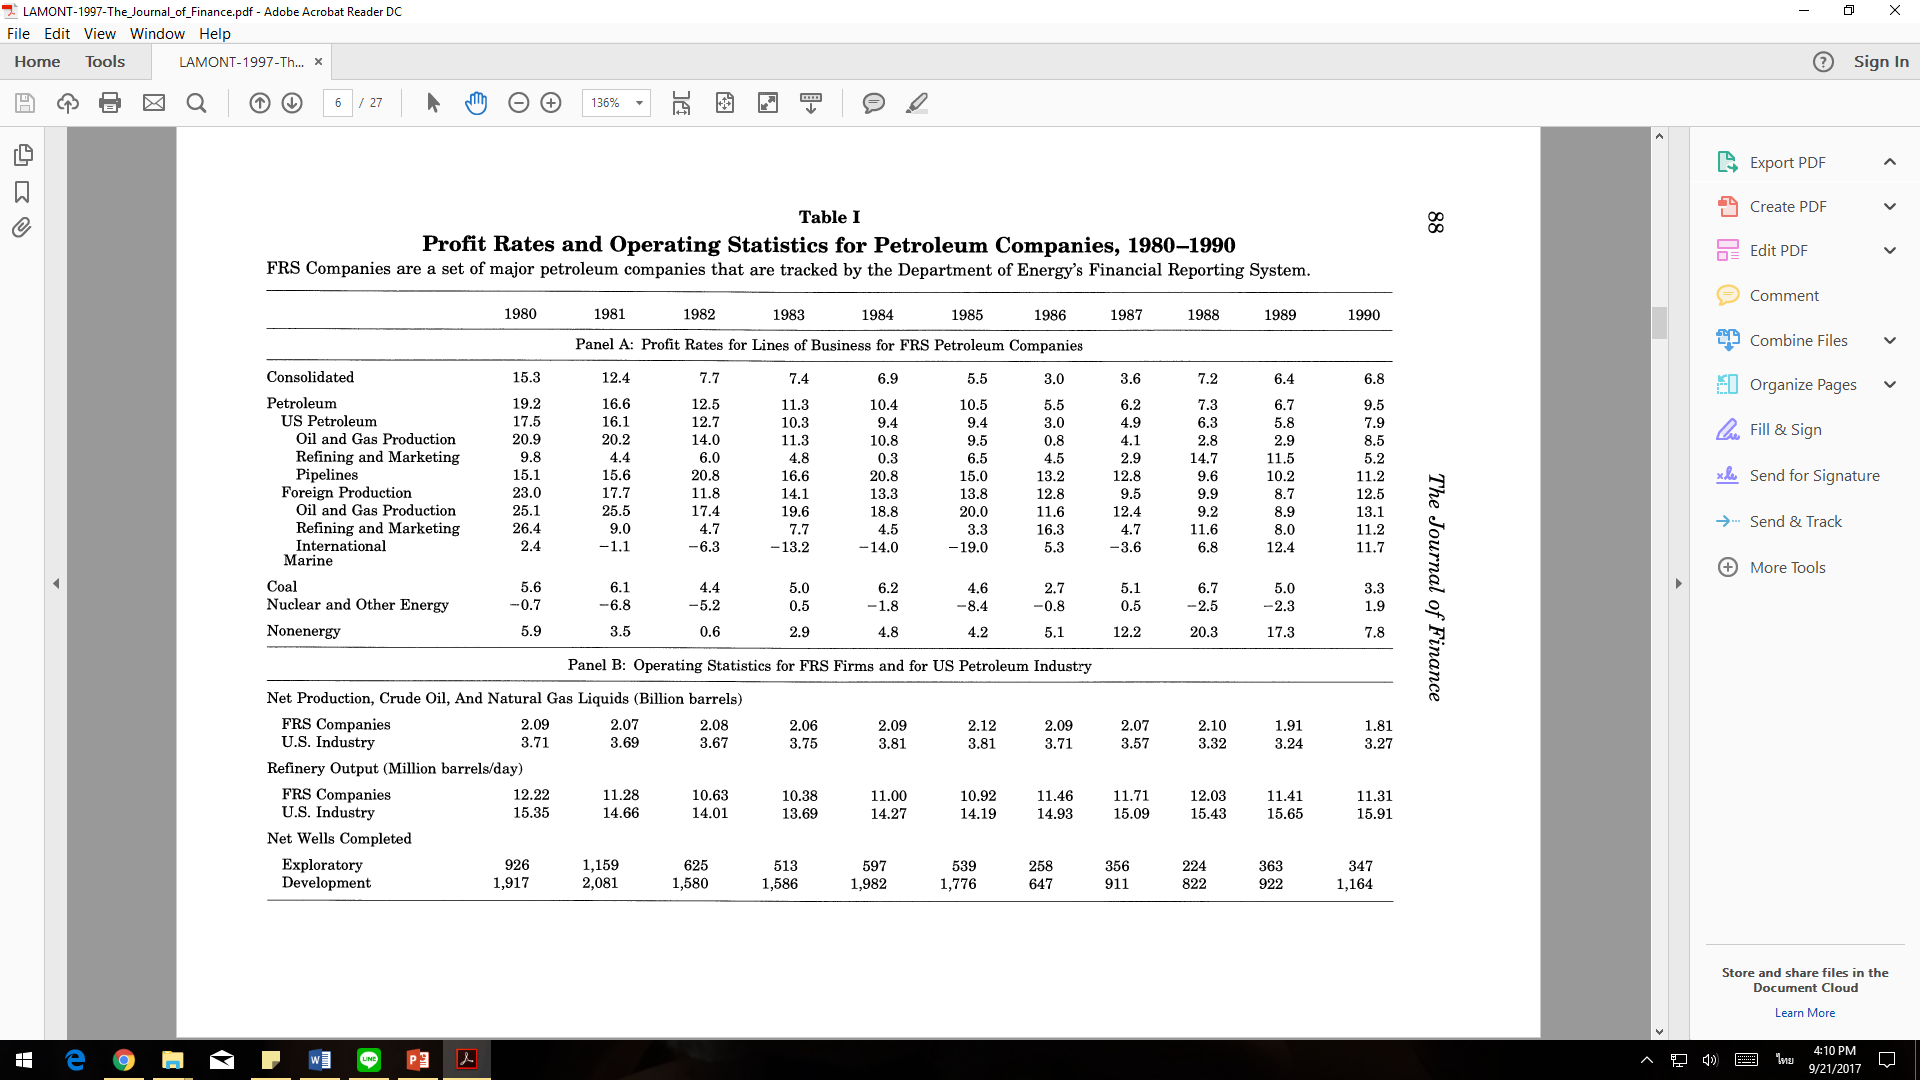 LAMONT-1997-The_Journal_of_Finance.pdf - Adobe Acrobat Reader DC
File Edit View Window Help
Home Tools LAMONT-1997-Th... × ? Sign In
6 / 27 136%
Table I
88
Profit Rates and Operating Statistics for Petroleum Companies, 1980–1990
FRS Companies are a set of major petroleum companies that are tracked by the Department of Energy's Financial Reporting System.
1980 1981 1982 1983 1984 1985 1986 1987 1988 1989 1990
Panel A: Profit Rates for Lines of Business for FRS Petroleum Companies
Consolidated 15.3 12.4 7.7 7.4 6.9 5.5 3.0 3.6 7.2 6.4 6.8
Petroleum 19.2 16.6 12.5 11.3 10.4 10.5 5.5 6.2 7.3 6.7 9.5
US Petroleum 17.5 16.1 12.7 10.3 9.4 9.4 3.0 4.9 6.3 5.8 7.9
Oil and Gas Production 20.9 20.2 14.0 11.3 10.8 9.5 0.8 4.1 2.8 2.9 8.5
Refining and Marketing 9.8 4.4 6.0 4.8 0.3 6.5 4.5 2.9 14.7 11.5 5.2
Pipelines 15.1 15.6 20.8 16.6 20.8 15.0 13.2 12.8 9.6 10.2 11.2
Foreign Production 23.0 17.7 11.8 14.1 13.3 13.8 12.8 9.5 9.9 8.7 12.5
Oil and Gas Production 25.1 25.5 17.4 19.6 18.8 20.0 11.6 12.4 9.2 8.9 13.1
Refining and Marketing 26.4 9.0 4.7 7.7 4.5 3.3 16.3 4.7 11.6 8.0 11.2
International 2.4 −1.1 −6.3 −13.2 −14.0 −19.0 5.3 −3.6 6.8 12.4 11.7
Marine
Coal 5.6 6.1 4.4 5.0 6.2 4.6 2.7 5.1 6.7 5.0 3.3
Nuclear and Other Energy −0.7 −6.8 −5.2 0.5 −1.8 −8.4 −0.8 0.5 −2.5 −2.3 1.9
Nonenergy 5.9 3.5 0.6 2.9 4.8 4.2 5.1 12.2 20.3 17.3 7.8
Panel B: Operating Statistics for FRS Firms and for US Petroleum Industry
Net Production, Crude Oil, And Natural Gas Liquids (Billion barrels)
FRS Companies 2.09 2.07 2.08 2.06 2.09 2.12 2.09 2.07 2.10 1.91 1.81
U.S. Industry 3.71 3.69 3.67 3.75 3.81 3.81 3.71 3.57 3.32 3.24 3.27
Refinery Output (Million barrels/day)
FRS Companies 12.22 11.28 10.63 10.38 11.00 10.92 11.46 11.71 12.03 11.41 11.31
U.S. Industry 15.35 14.66 14.01 13.69 14.27 14.19 14.93 15.09 15.43 15.65 15.91
Net Wells Completed
Exploratory 926 1,159 625 513 597 539 258 356 224 363 347
Development 1,917 2,081 1,580 1,586 1,982 1,776 647 911 822 922 1,164
The Journal of Finance
Export PDF
Create PDF
Edit PDF
Comment
Combine Files
Organize Pages
Fill & Sign
Send for Signature
Send & Track
More Tools
Store and share files in the
Document Cloud
Learn More
ไทย
4:10 PM
9/21/2017